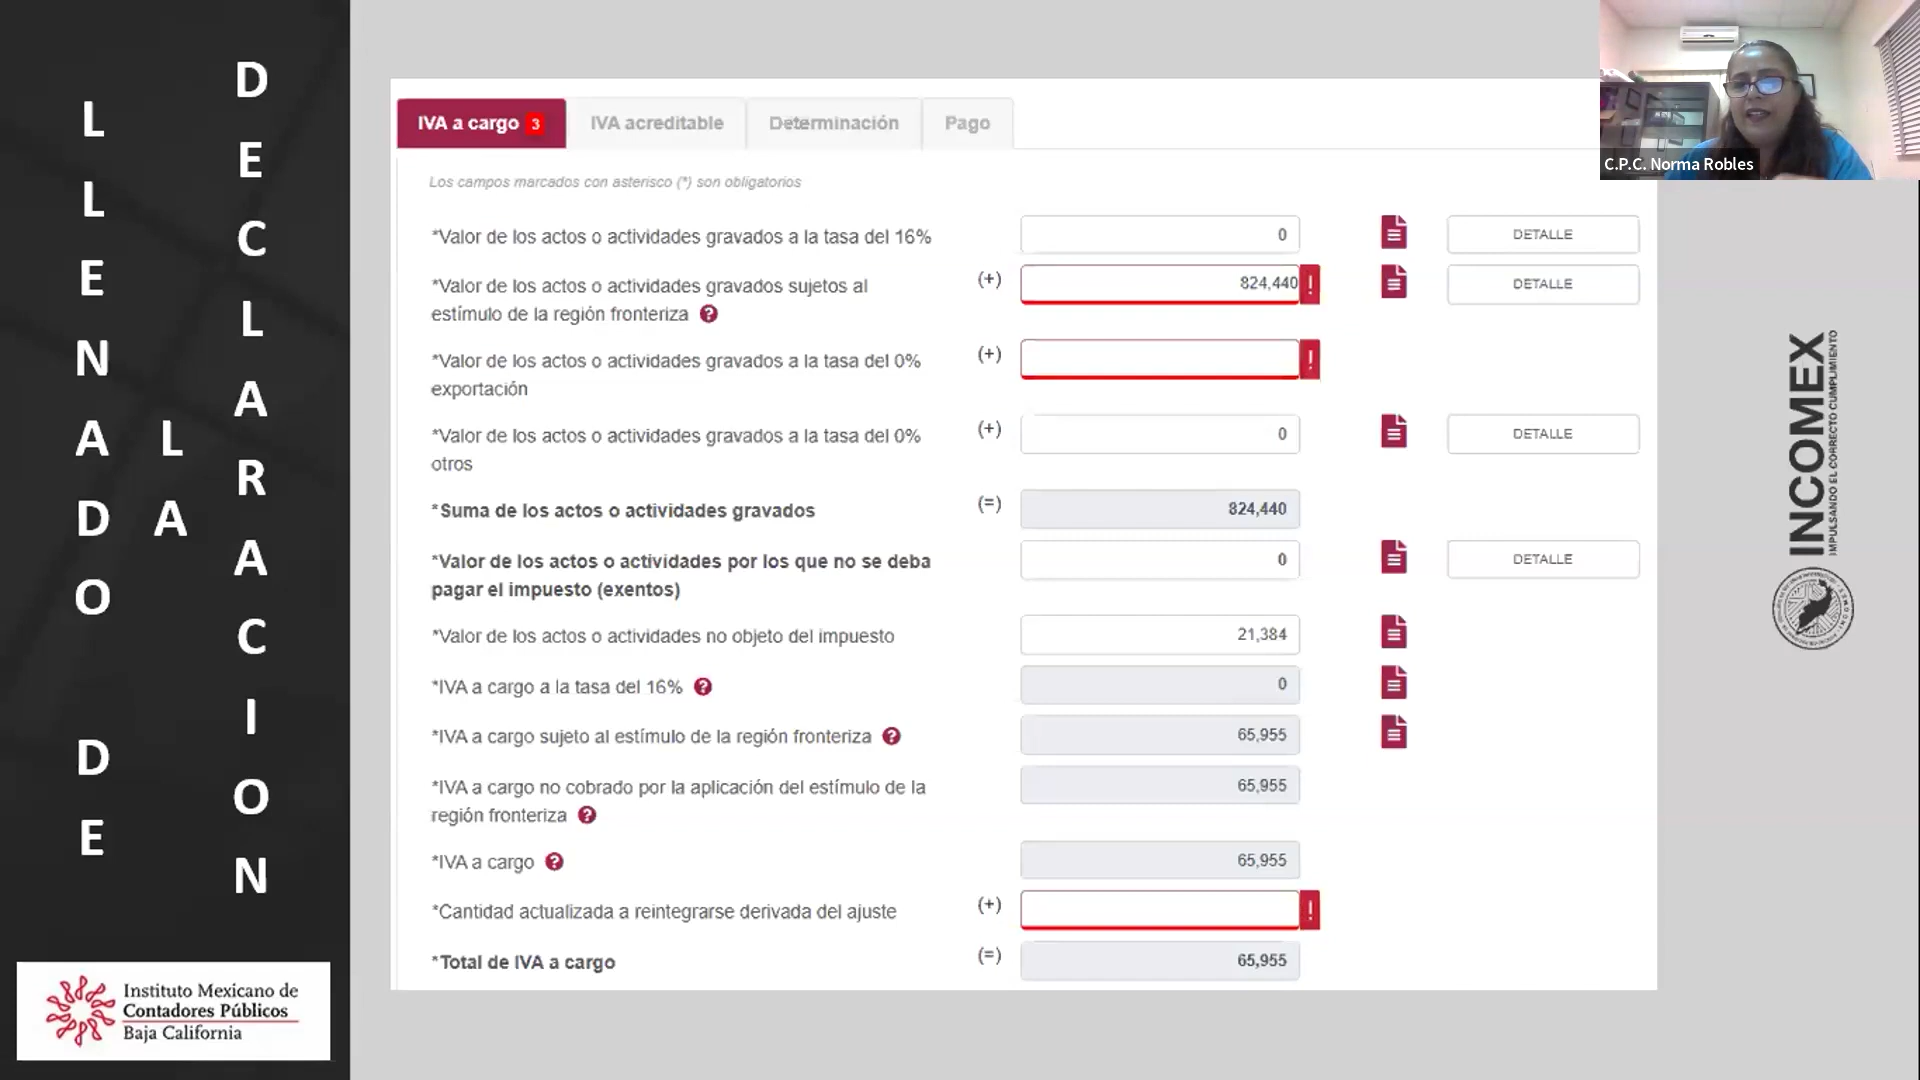 LLENADO DE
LA
DECLARACION
IVA a cargo 3
IVA acreditable
Determinación
Pago
Los campos marcados con asterisco (*) son obligatorios
*Valor de los actos o actividades gravados a la tasa del 16%
0
DETALLE
*Valor de los actos o actividades gravados sujetos al
estímulo de la región fronteriza ?
(+)
824,440 !
DETALLE
*Valor de los actos o actividades gravados a la tasa del 0%
exportación
(+)
!
*Valor de los actos o actividades gravados a la tasa del 0%
otros
(+)
0
DETALLE
*Suma de los actos o actividades gravados
(=)
824,440
*Valor de los actos o actividades por los que no se deba
pagar el impuesto (exentos)
0
DETALLE
*Valor de los actos o actividades no objeto del impuesto
21,384
*IVA a cargo a la tasa del 16% ?
0
*IVA a cargo sujeto al estímulo de la región fronteriza ?
65,955
*IVA a cargo no cobrado por la aplicación del estímulo de la
región fronteriza ?
65,955
*IVA a cargo ?
65,955
*Cantidad actualizada a reintegrarse derivada del ajuste
(+)
!
*Total de IVA a cargo
(=)
65,955
C.P.C. Norma Robles
INCOMEX
IMPULSANDO EL CORRECTO CUMPLIMIENTO
Instituto Mexicano de
Contadores Públicos
Baja California